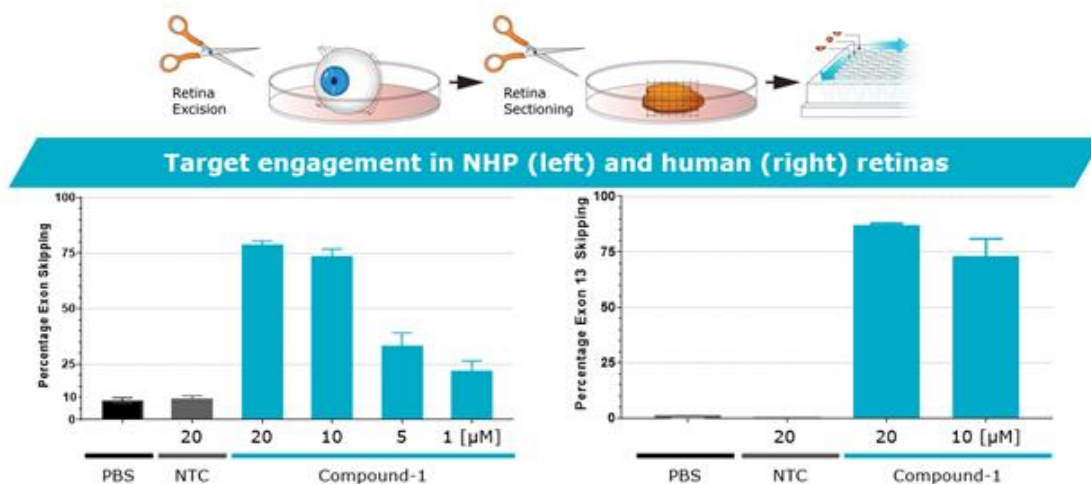 Retina
Excision
Retina
Sectioning
Target engagement in NHP (left) and human (right) retinas
Percentage Exon Skipping
100
75
50
25
10
0
20
20
10
5
1 [µM]
PBS
NTC
Compound-1
Percentage Exon 13 Skipping
100
75
50
25
0
20
20
10 [µM]
PBS
NTC
Compound-1